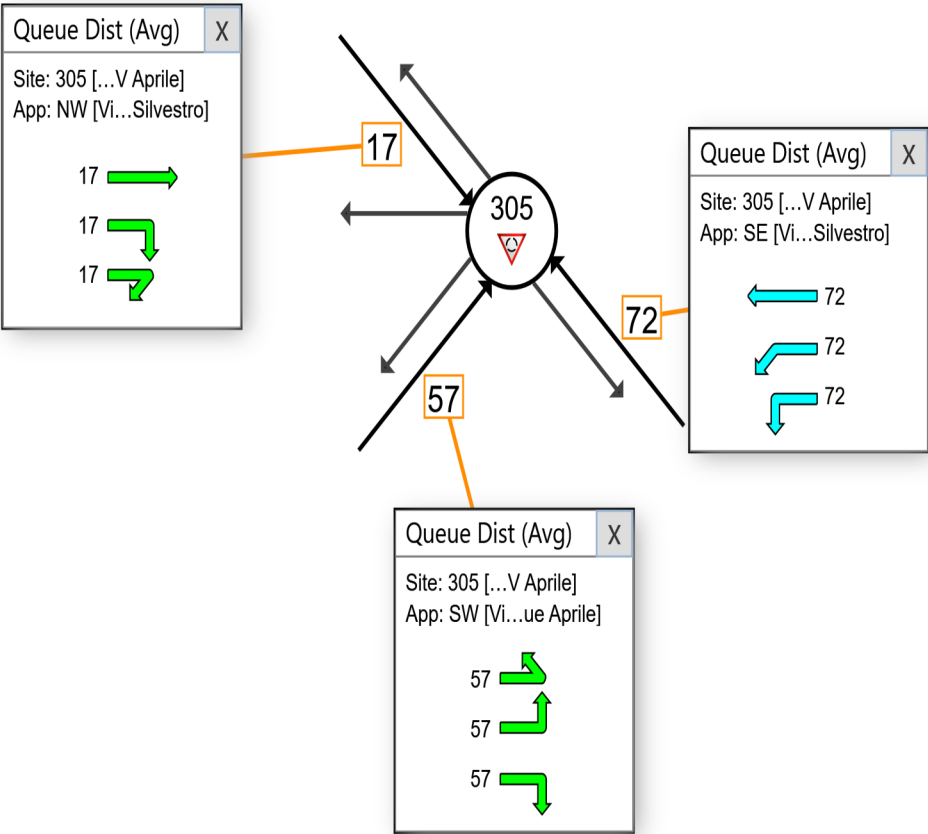 Queue Dist (Avg) X
Site: 305 [...V Aprile]
App: NW [Vi...Silvestro]
17
17
17
17
305
Queue Dist (Avg) X
Site: 305 [...V Aprile]
App: SE [Vi...Silvestro]
72
72
72
72
57
Queue Dist (Avg) X
Site: 305 [...V Aprile]
App: SW [Vi...ue Aprile]
57
57
57